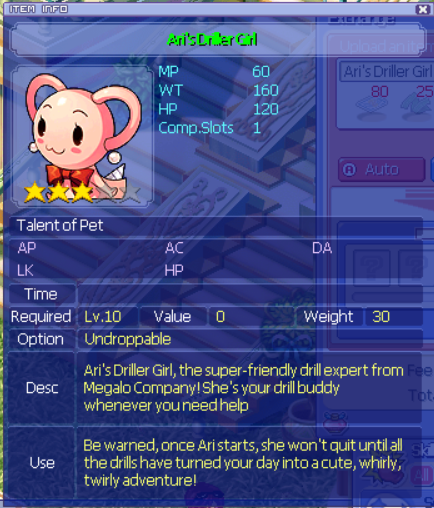 ITEM INFO
Ari's Driller Girl
MP 60
WT 160
HP 120
Comp.Slots 1
Talent of Pet
AP AC DA
LK HP
Time
Required Lv.10 Value 0 Weight 30
Option Undroppable
Desc
Ari's Driller Girl, the super-friendly drill expert from
Megalo Company! She's your drill buddy
whenever you need help
Use
Be warned, once Ari starts, she won't quit until all
the drills have turned your day into a cute, whirly,
twirly adventure!
Exchange
Ari's Driller Girl
80 25
Auto
? ?
Fee
Tota
All